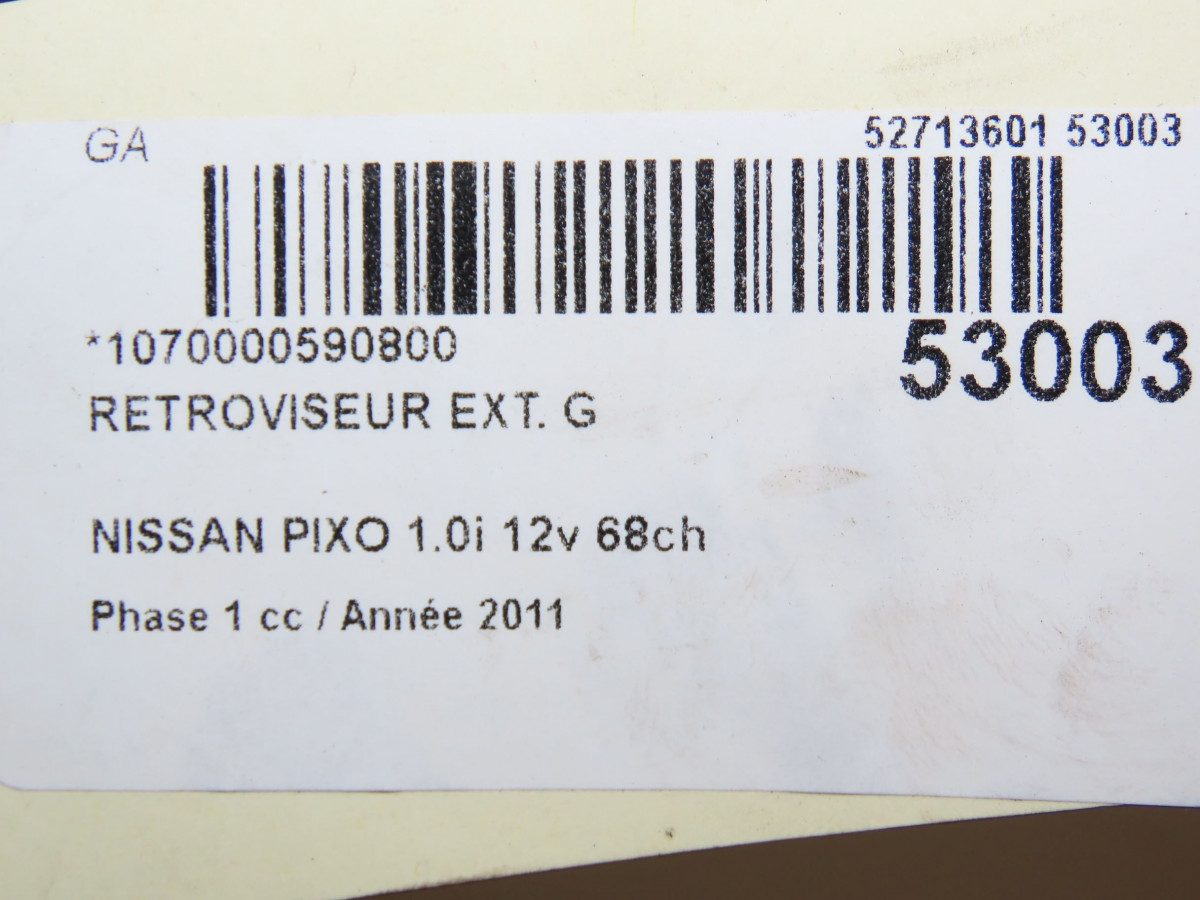 GA
52713601 53003
*1070000590800
53003
RETROVISEUR EXT. G
NISSAN PIXO 1.0i 12v 68ch
Phase 1 cc / Année 2011